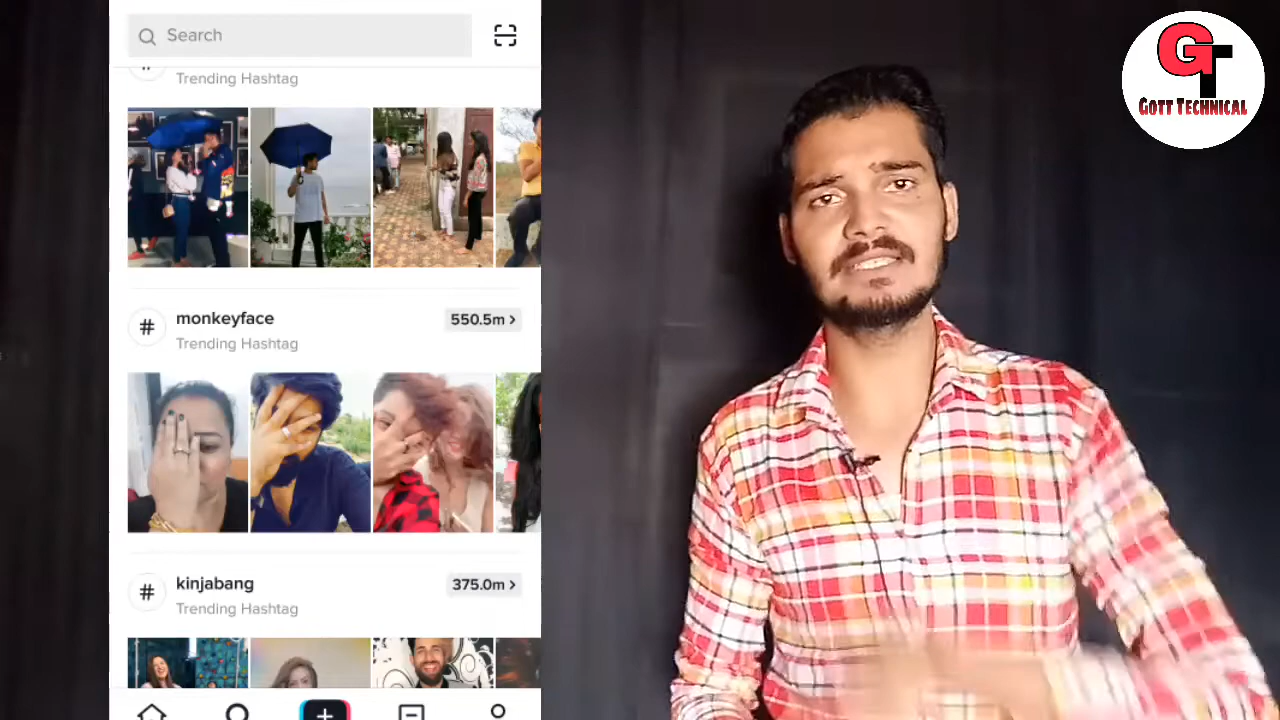 Search
Trending Hashtag
# monkeyface 550.5m >
Trending Hashtag
# kinjabang 375.0m >
Trending Hashtag
GT
GOTT TECHNICAL